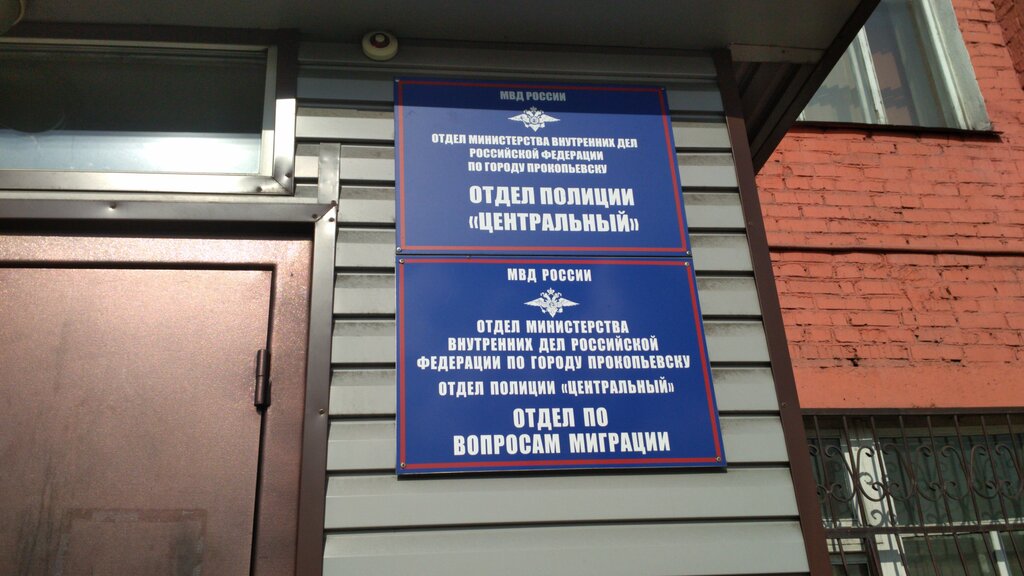 МВД РОССИИ
ОТДЕЛ МИНИСТЕРСТВА ВНУТРЕННИХ ДЕЛ
РОССИЙСКОЙ ФЕДЕРАЦИИ
ПО ГОРОДУ ПРОКОПЬЕВСКУ
ОТДЕЛ ПОЛИЦИИ
«ЦЕНТРАЛЬНЫЙ»
МВД РОССИИ
ОТДЕЛ МИНИСТЕРСТВА
ВНУТРЕННИХ ДЕЛ РОССИЙСКОЙ
ФЕДЕРАЦИИ ПО ГОРОДУ ПРОКОПЬЕВСКУ
ОТДЕЛ ПОЛИЦИИ «ЦЕНТРАЛЬНЫЙ»
ОТДЕЛ ПО
ВОПРОСАМ МИГРАЦИИ